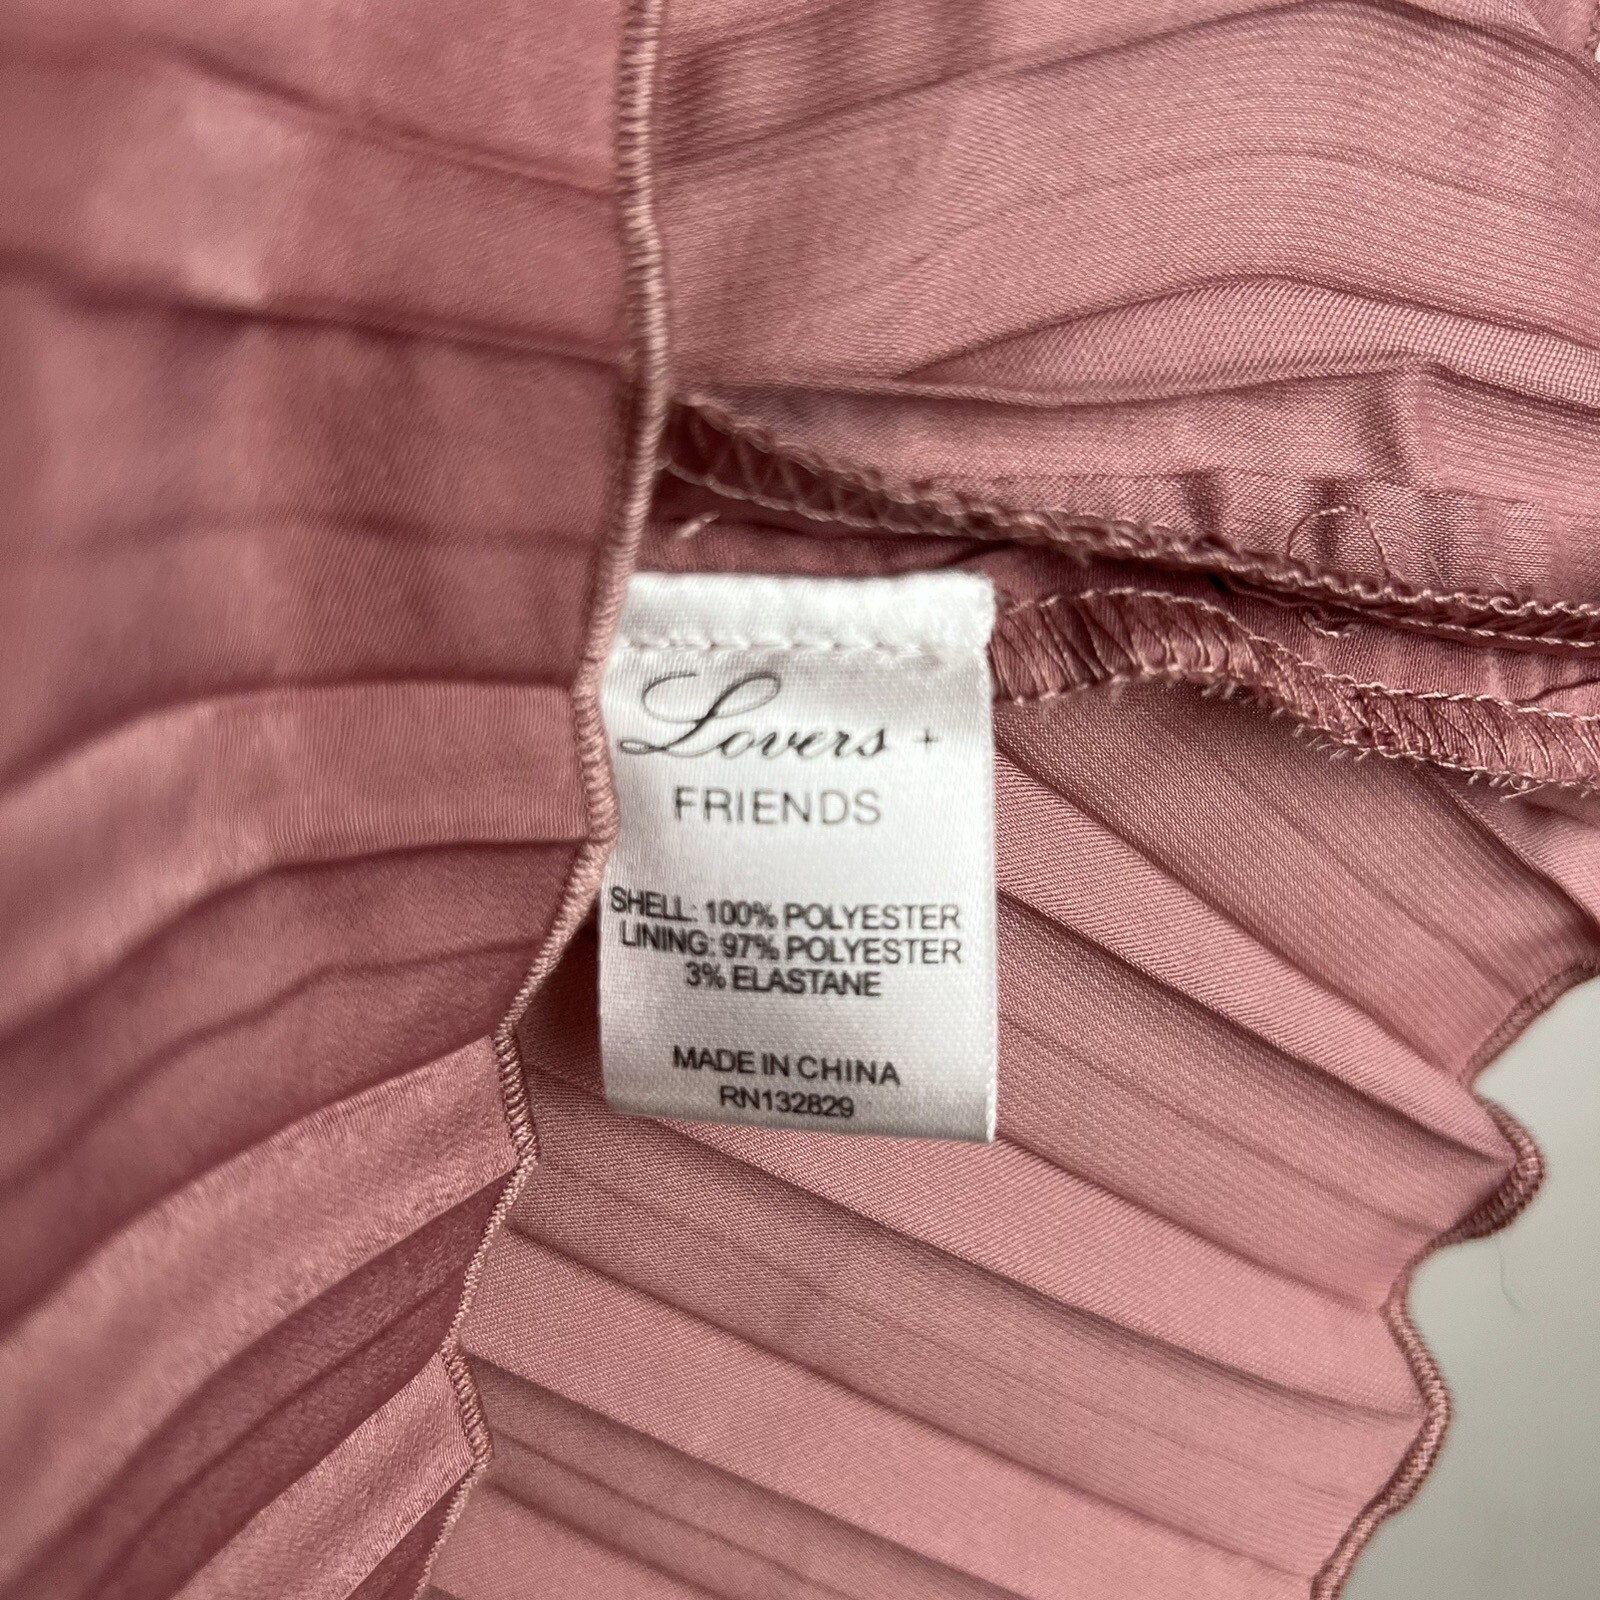 Lovers +
FRIENDS
SHELL: 100% POLYESTER
LINING: 97% POLYESTER
3% ELASTANE
MADE IN CHINA
RN132829